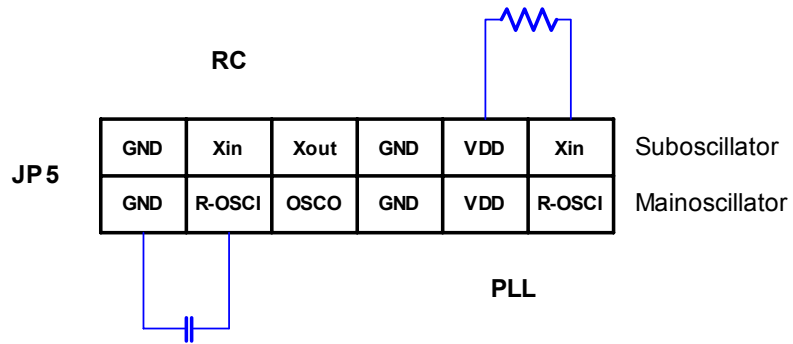 RC
GND Xin Xout GND VDD Xin Suboscillator
JP5
GND R-OSCI OSCO GND VDD R-OSCI Mainoscillator
PLL